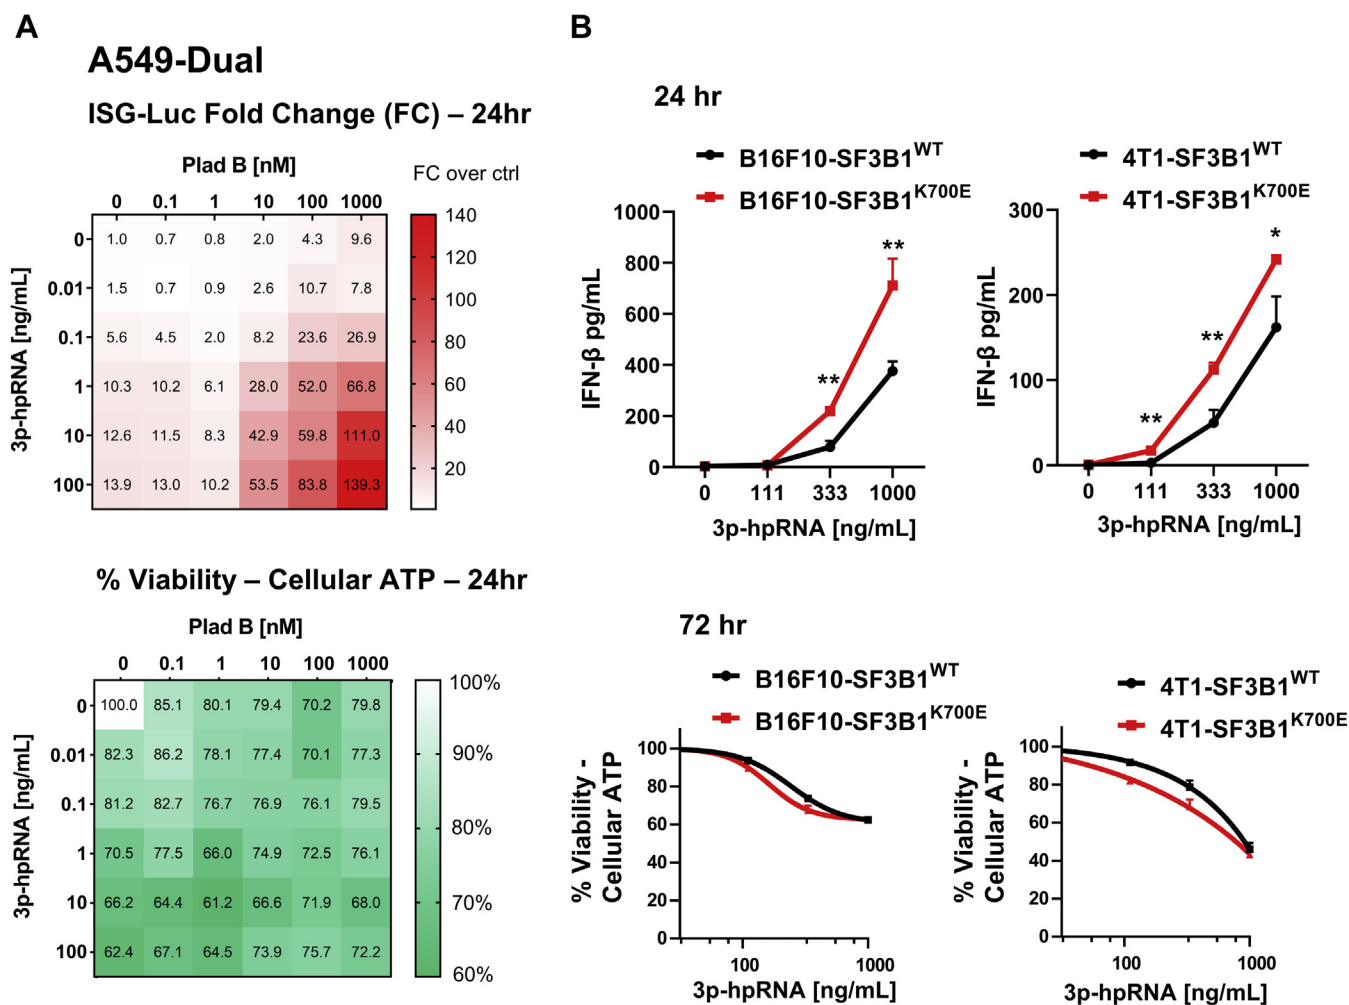 A
A549-Dual
ISG-Luc Fold Change (FC) – 24hr
Plad B [nM]
FC over ctrl
0 0.1 1 10 100 1000
3p-hpRNA [ng/mL]
0 1.0 0.7 0.8 2.0 4.3 9.6
0.01 1.5 0.7 0.9 2.6 10.7 7.8
0.1 5.6 4.5 2.0 8.2 23.6 26.9
1 10.3 10.2 6.1 28.0 52.0 66.8
10 12.6 11.5 8.3 42.9 59.8 111.0
100 13.9 13.0 10.2 53.5 83.8 139.3
140
120
100
80
60
40
20
% Viability – Cellular ATP – 24hr
Plad B [nM]
0 0.1 1 10 100 1000
3p-hpRNA [ng/mL]
0 100.0 85.1 80.1 79.4 70.2 79.8
0.01 82.3 86.2 78.1 77.4 70.1 77.3
0.1 81.2 82.7 76.7 76.9 76.1 79.5
1 70.5 77.5 66.0 74.9 72.5 76.1
10 66.2 64.4 61.2 66.6 71.9 68.0
100 62.4 67.1 64.5 73.9 75.7 72.2
100%
90%
80%
70%
60%
B
24 hr
B16F10-SF3B1WT
B16F10-SF3B1K700E
IFN-β pg/mL
1000
800
600
400
200
0
** **
0 111 333 1000
3p-hpRNA [ng/mL]
4T1-SF3B1WT
4T1-SF3B1K700E
IFN-β pg/mL
300
200
100
0
** ** *
0 111 333 1000
3p-hpRNA [ng/mL]
72 hr
B16F10-SF3B1WT
B16F10-SF3B1K700E
% Viability -
Cellular ATP
100
80
60
40
20
0
100 1000
3p-hpRNA [ng/mL]
4T1-SF3B1WT
4T1-SF3B1K700E
% Viability -
Cellular ATP
100
80
60
40
20
0
100 1000
3p-hpRNA [ng/mL]